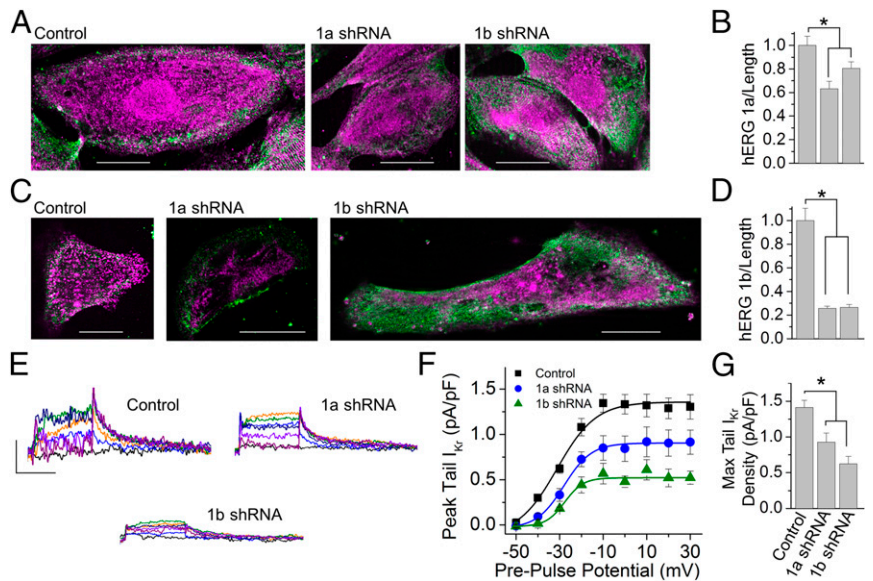 A
Control
1a shRNA
1b shRNA
B
hERG 1a/Length
1.0
0.8
0.6
0.4
0.2
0.0
*
C
Control
1a shRNA
1b shRNA
D
hERG 1b/Length
1.0
0.8
0.6
0.4
0.2
0.0
*
E
Control
1a shRNA
1b shRNA
F
Control
1a shRNA
1b shRNA
Peak Tail IKr (pA/pF)
1.5
1.0
0.5
0.0
-50
-30
-10
10
30
Pre-Pulse Potential (mV)
G
Max Tail IKr
Density (pA/pF)
1.5
1.0
0.5
0.0
*
Control
1a shRNA
1b shRNA